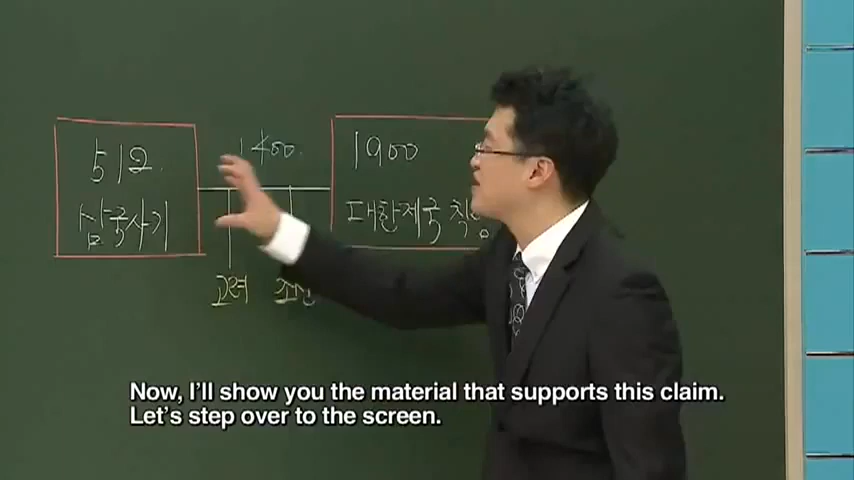 512
삼국사기
1400
1900
대한제국 칙
고려
조선
Now, I'll show you the material that supports this claim.
Let's step over to the screen.